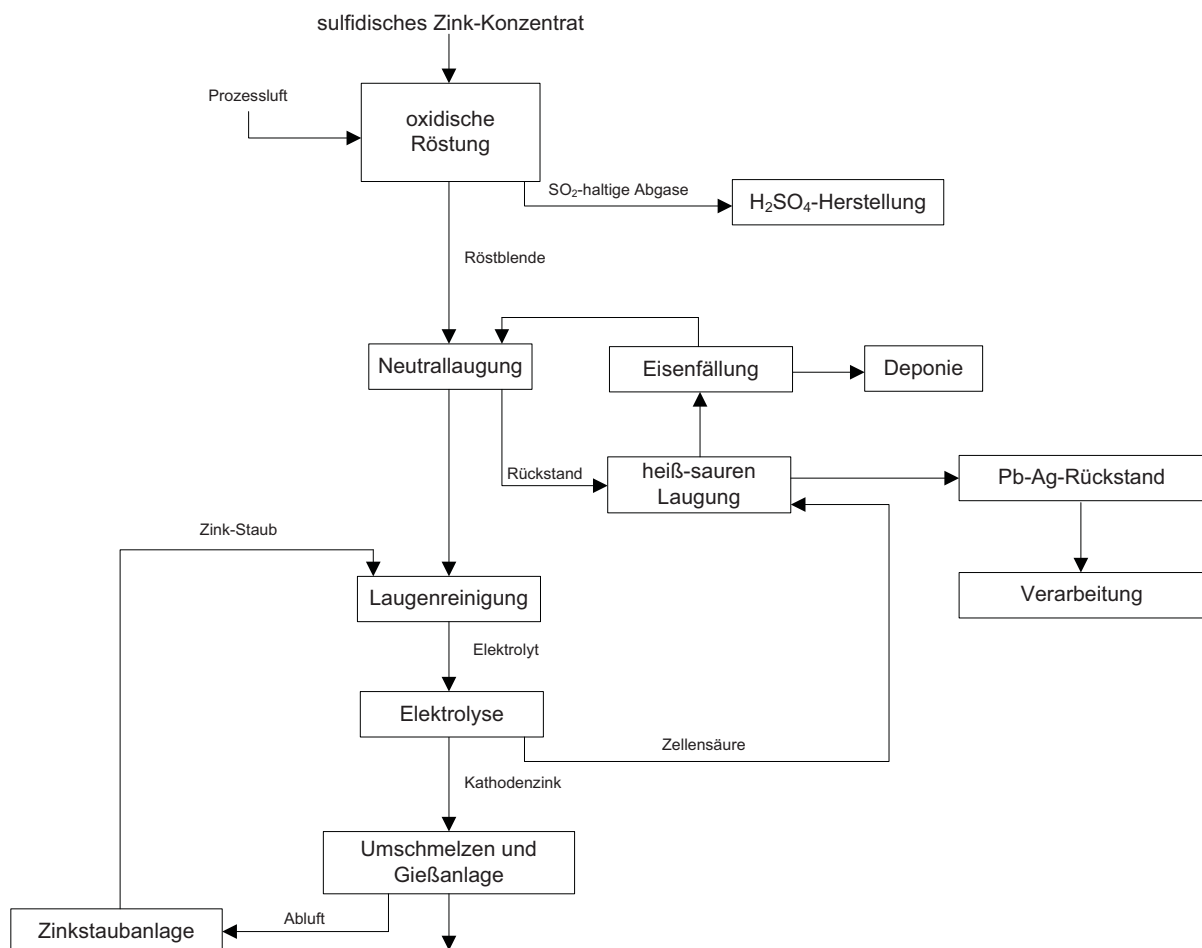 sulfidisches Zink-Konzentrat
Prozessluft
oxidische
Röstung
SO₂-haltige Abgase
H₂SO₄-Herstellung
Röstblende
Neutrallaugung
Eisenfällung
Deponie
Rückstand
heiß-sauren
Laugung
Pb-Ag-Rückstand
Zink-Staub
Laugenreinigung
Verarbeitung
Elektrolyt
Elektrolyse
Zellensäure
Kathodenzink
Umschmelzen und
Gießanlage
Abluft
Zinkstaubanlage